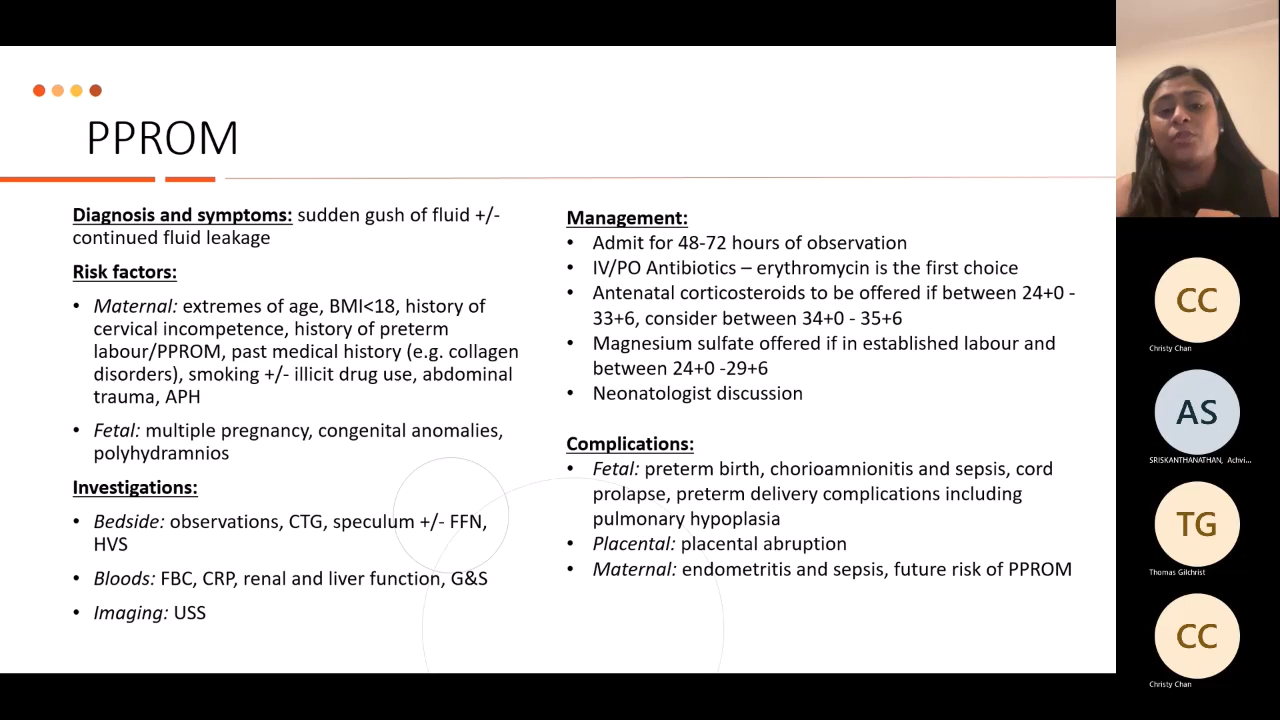 PPROM
Diagnosis and symptoms: sudden gush of fluid +/-
continued fluid leakage
Risk factors:
• Maternal: extremes of age, BMI<18, history of
cervical incompetence, history of preterm
labour/PPROM, past medical history (e.g. collagen
disorders), smoking +/- illicit drug use, abdominal
trauma, APH
• Fetal: multiple pregnancy, congenital anomalies,
polyhydramnios
Investigations:
• Bedside: observations, CTG, speculum +/- FFN,
HVS
• Bloods: FBC, CRP, renal and liver function, G&S
• Imaging: USS
Management:
• Admit for 48-72 hours of observation
• IV/PO Antibiotics – erythromycin is the first choice
• Antenatal corticosteroids to be offered if between 24+0 -
33+6, consider between 34+0 - 35+6
• Magnesium sulfate offered if in established labour and
between 24+0 -29+6
• Neonatologist discussion
Complications:
• Fetal: preterm birth, chorioamnionitis and sepsis, cord
prolapse, preterm delivery complications including
pulmonary hypoplasia
• Placental: placental abruption
• Maternal: endometritis and sepsis, future risk of PPROM
CC
Christy Chan
AS
SRISKANTHANATHAN, Achvi...
TG
Thomas Gilchrist
CC
Christy Chan